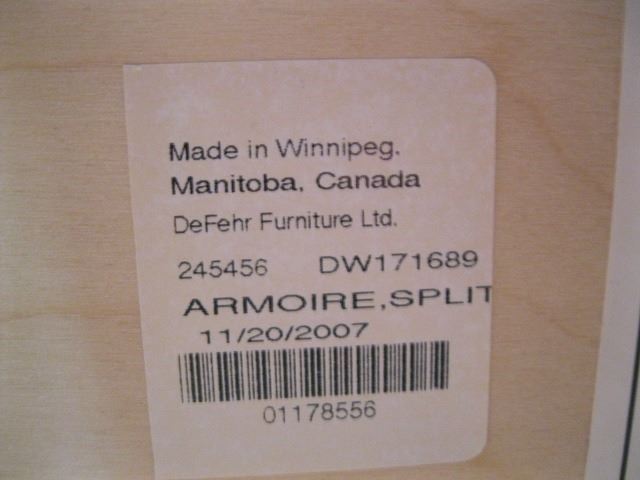 Made in Winnipeg.
Manitoba, Canada
DeFehr Furniture Ltd.
245456 DW171689
ARMOIRE,SPLIT
11/20/2007
01178556